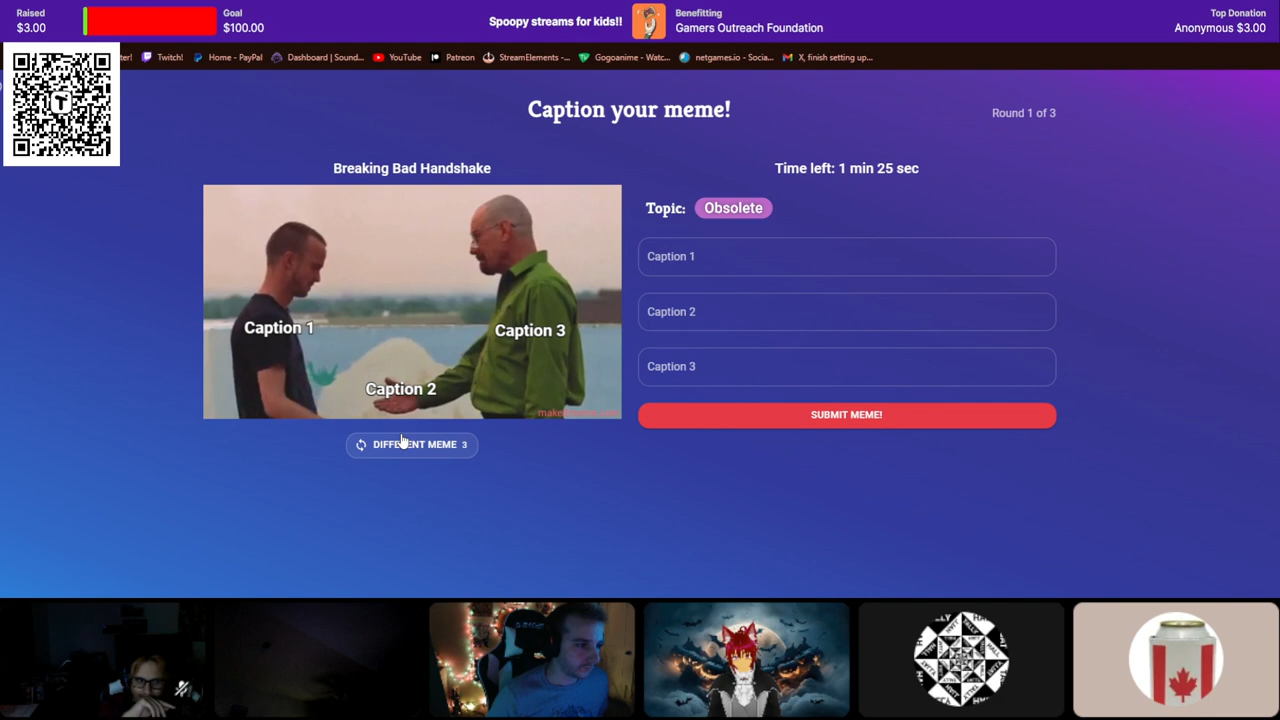 Raised
$3.00
Goal
$100.00
Spoopy streams for kids!!
Benefitting
Gamers Outreach Foundation
Top Donation
Anonymous $3.00
Twitch!
Home - PayPal
Dashboard | Sound...
YouTube
Patreon
StreamElements -...
Gogoanime - Watc...
netgames.io - Socia...
X, finish setting up...
Caption your meme!
Round 1 of 3
Breaking Bad Handshake
Time left: 1 min 25 sec
Topic: Obsolete
Caption 1
Caption 2
Caption 3
Caption 1
Caption 2
Caption 3
SUBMIT MEME!
DIFFERENT MEME 3